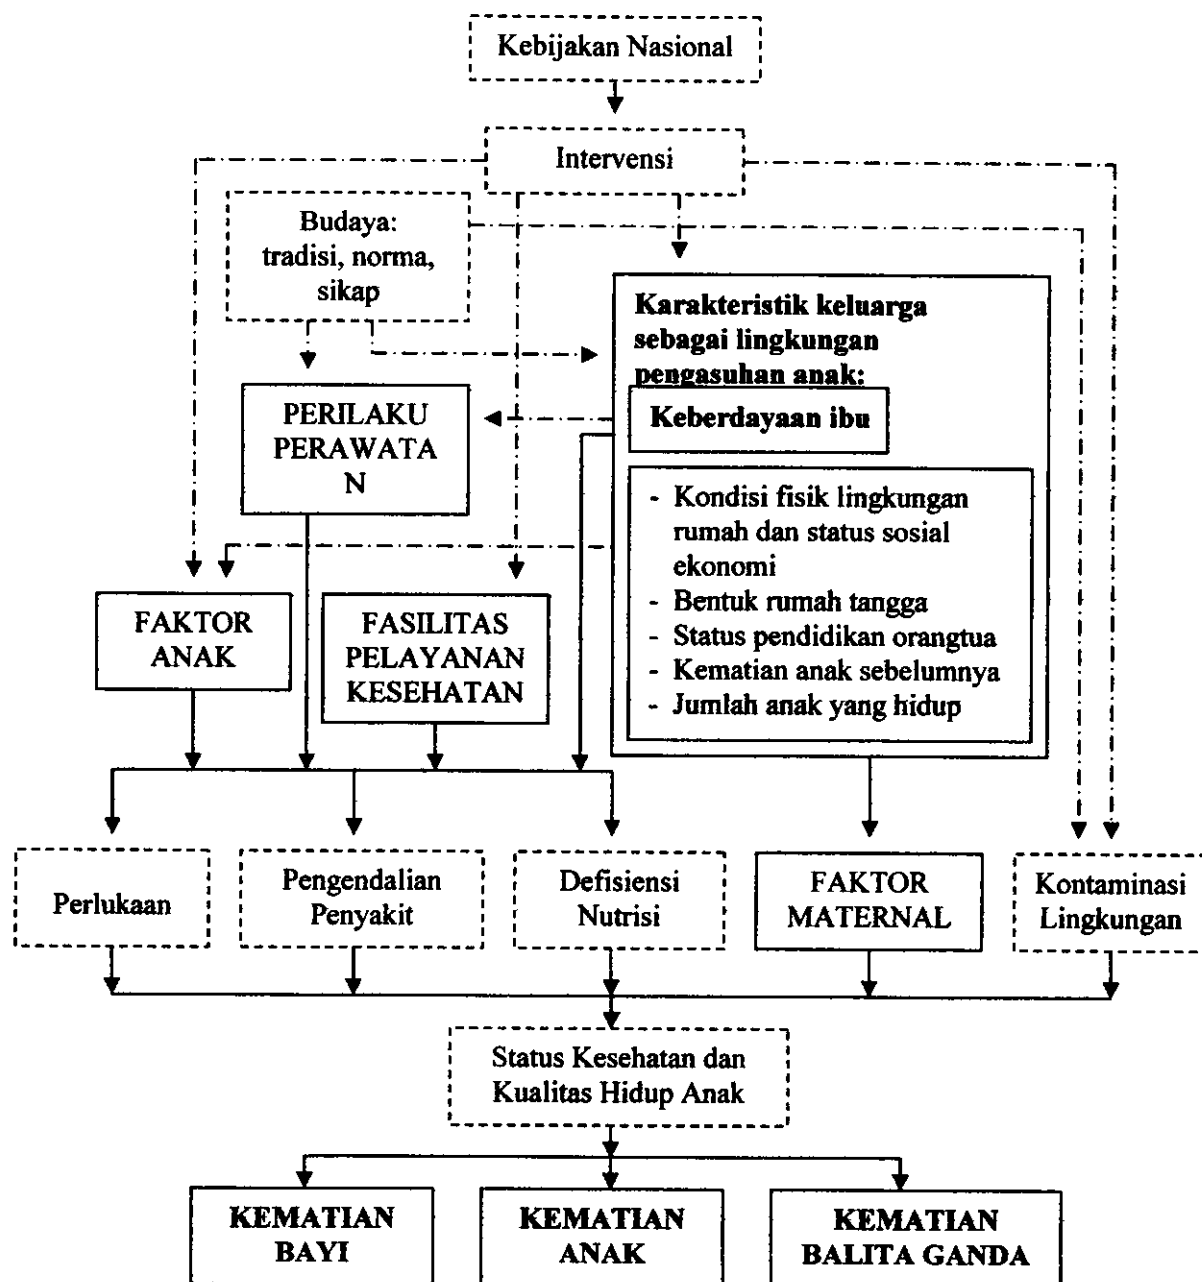 Kebijakan Nasional
Intervensi
Budaya:
tradisi, norma,
sikap
Karakteristik keluarga
sebagai lingkungan
pengasuhan anak:
Keberdayaan ibu
- Kondisi fisik lingkungan
rumah dan status sosial
ekonomi
- Bentuk rumah tangga
- Status pendidikan orangtua
- Kematian anak sebelumnya
- Jumlah anak yang hidup
PERILAKU
PERAWATA
N
FAKTOR
ANAK
FASILITAS
PELAYANAN
KESEHATAN
Perlukaan
Pengendalian
Penyakit
Defisiensi
Nutrisi
FAKTOR
MATERNAL
Kontaminasi
Lingkungan
Status Kesehatan dan
Kualitas Hidup Anak
KEMATIAN
BAYI
KEMATIAN
ANAK
KEMATIAN
BALITA GANDA